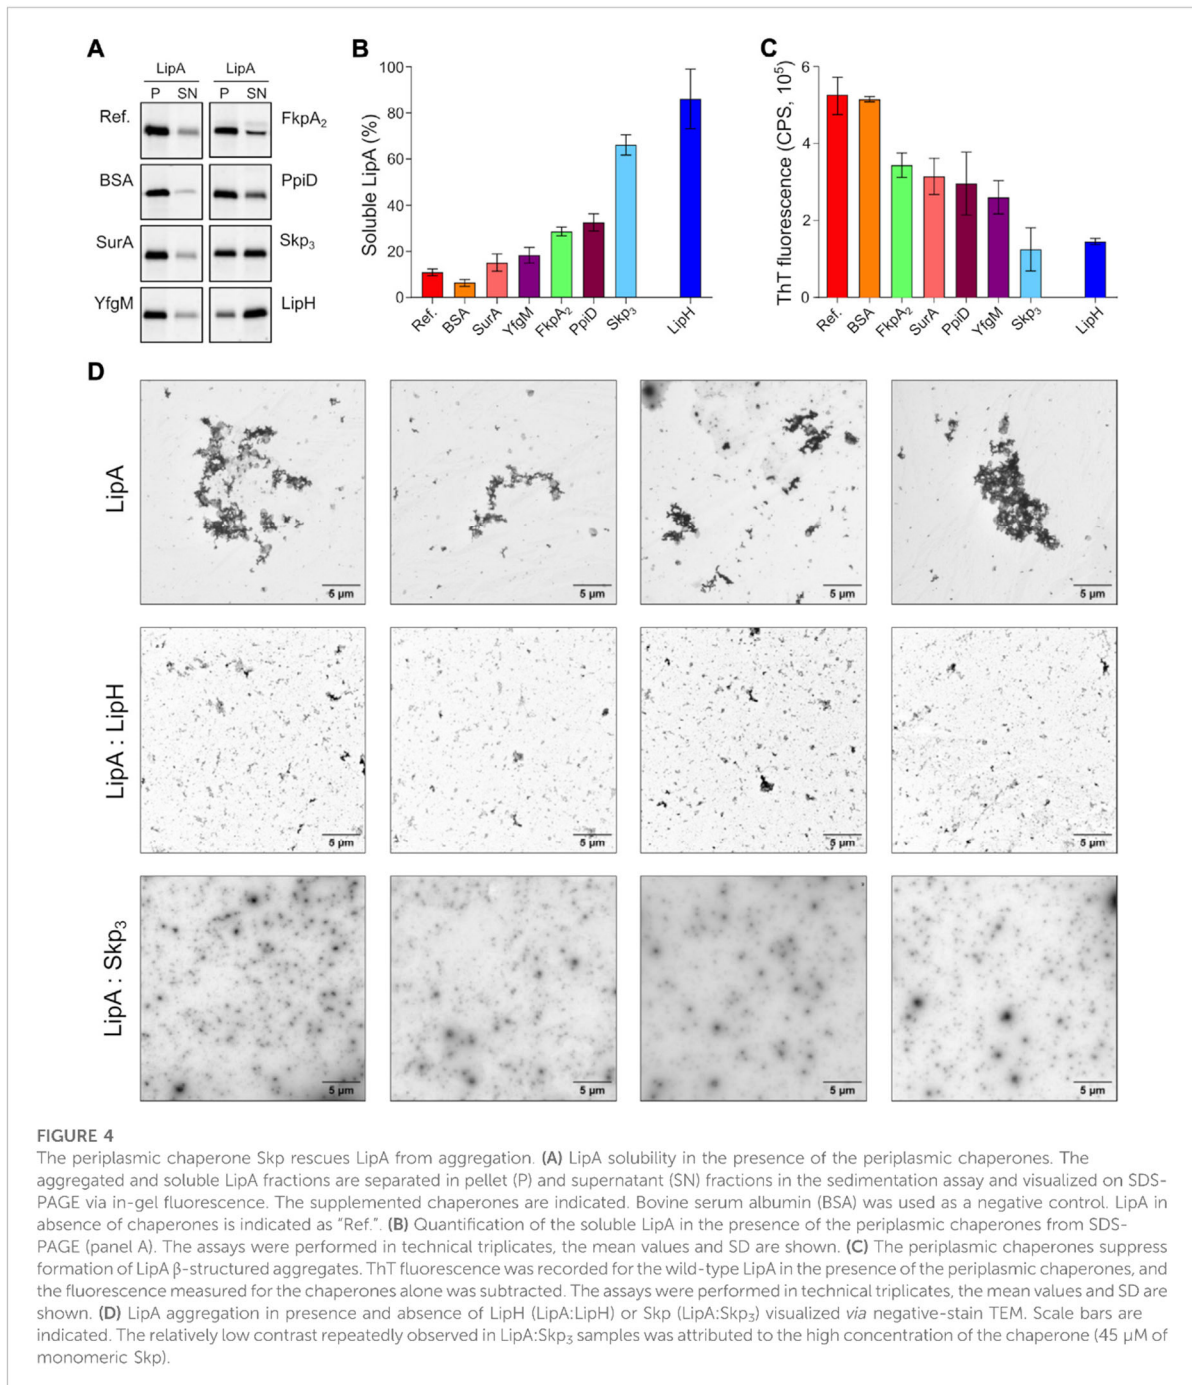 A
LipA
LipA
P
SN
P
SN
Ref.
FkpA₂
BSA
PpiD
SurA
Skp₃
YfgM
LipH
B
Soluble LipA (%)
100
80
60
40
20
0
Ref.
BSA
SurA
YfgM
FkpA₂
PpiD
Skp₃
LipH
C
ThT fluorescence (CPS, 10⁵)
6
4
2
0
Ref.
BSA
FkpA₂
SurA
PpiD
YfgM
Skp₃
LipH
D
LipA
5 µm
5 µm
5 µm
5 µm
LipA : LipH
5 µm
5 µm
5 µm
5 µm
LipA : Skp₃
5 µm
5 µm
5 µm
5 µm
FIGURE 4
The periplasmic chaperone Skp rescues LipA from aggregation. (A) LipA solubility in the presence of the periplasmic chaperones. The
aggregated and soluble LipA fractions are separated in pellet (P) and supernatant (SN) fractions in the sedimentation assay and visualized on SDS-
PAGE via in-gel fluorescence. The supplemented chaperones are indicated. Bovine serum albumin (BSA) was used as a negative control. LipA in
absence of chaperones is indicated as “Ref.”. (B) Quantification of the soluble LipA in the presence of the periplasmic chaperones from SDS-
PAGE (panel A). The assays were performed in technical triplicates, the mean values and SD are shown. (C) The periplasmic chaperones suppress
formation of LipA β-structured aggregates. ThT fluorescence was recorded for the wild-type LipA in the presence of the periplasmic chaperones, and
the fluorescence measured for the chaperones alone was subtracted. The assays were performed in technical triplicates, the mean values and SD are
shown. (D) LipA aggregation in presence and absence of LipH (LipA:LipH) or Skp (LipA:Skp₃) visualized via negative-stain TEM. Scale bars are
indicated. The relatively low contrast repeatedly observed in LipA:Skp₃ samples was attributed to the high concentration of the chaperone (45 µM of
monomeric Skp).